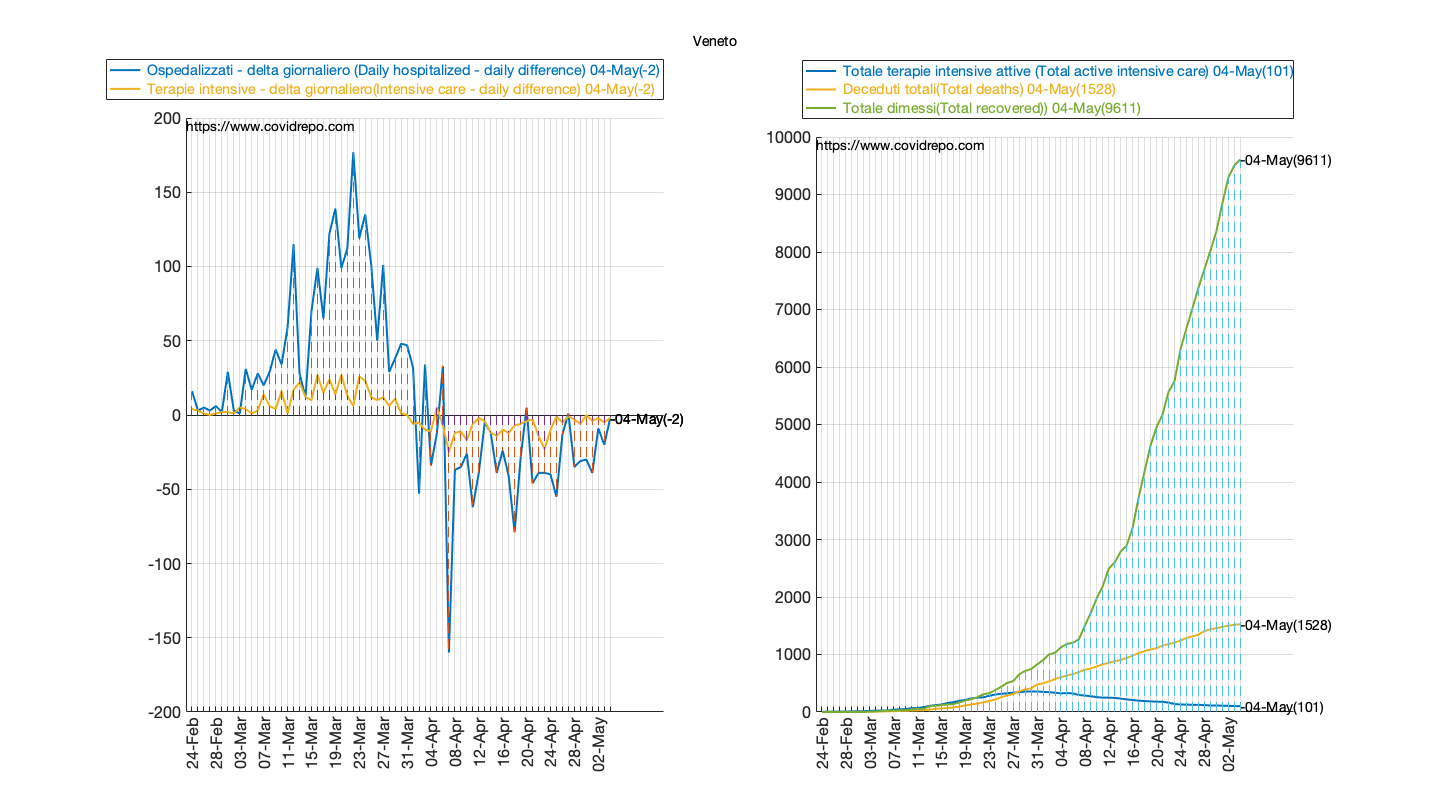 Veneto
Ospedalizzati - delta giornaliero (Daily hospitalized - daily difference) 04-May(-2)
Terapie intensive - delta giornaliero(Intensive care - daily difference) 04-May(-2)
https://www.covidrepo.com
200
150
100
50
0
-50
-100
-150
-200
04-May(-2)
24-Feb
28-Feb
03-Mar
07-Mar
11-Mar
15-Mar
19-Mar
23-Mar
27-Mar
31-Mar
04-Apr
08-Apr
12-Apr
16-Apr
20-Apr
24-Apr
28-Apr
02-May
Totale terapie intensive attive (Total active intensive care) 04-May(101)
Deceduti totali(Total deaths) 04-May(1528)
Totale dimessi(Total recovered)) 04-May(9611)
https://www.covidrepo.com
10000
9000
8000
7000
6000
5000
4000
3000
2000
1000
0
04-May(9611)
04-May(1528)
04-May(101)
24-Feb
28-Feb
03-Mar
07-Mar
11-Mar
15-Mar
19-Mar
23-Mar
27-Mar
31-Mar
04-Apr
08-Apr
12-Apr
16-Apr
20-Apr
24-Apr
28-Apr
02-May